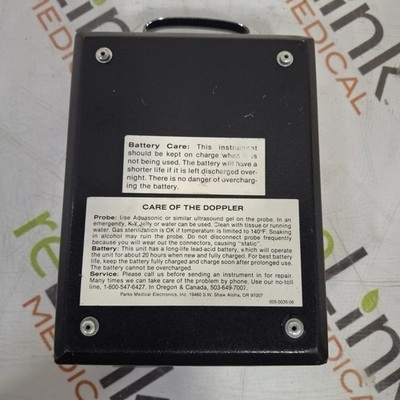 Battery Care: This instrument
should be kept on charge when it is
not being used. The battery will have a
shorter life if it is left discharged over-
night. There is no danger of overcharg-
ing the battery.
CARE OF THE DOPPLER
Probe: Use Aquasonic or similar ultrasound gel on the probe. In an
emergency, K-Y Jelly or water can be used. Clean with tissue or running
water. Gas sterilization is OK if temperature is limited to 140°F. Soaking
in alcohol may ruin the probe. Do not disconnect probe frequently
because you will wear out the connectors, causing "static".
Battery: This unit has a long-life lead-acid battery, which will operate
the unit for about 20 hours when new and fully charged. For best battery
life, keep the battery fully charged and charge soon after prolonged use.
The battery cannot be overcharged.
Service: Please call us before sending an instrument in for repair.
Many times we can take care of the problem by phone. Use our no-toll
line, 1-800-547-6427. In Oregon & Canada, 503-649-7007.
Parks Medical Electronics, Inc. 19460 S.W. Shaw Aloha, OR 97007
MEDICAL
reLink
MEDICAL